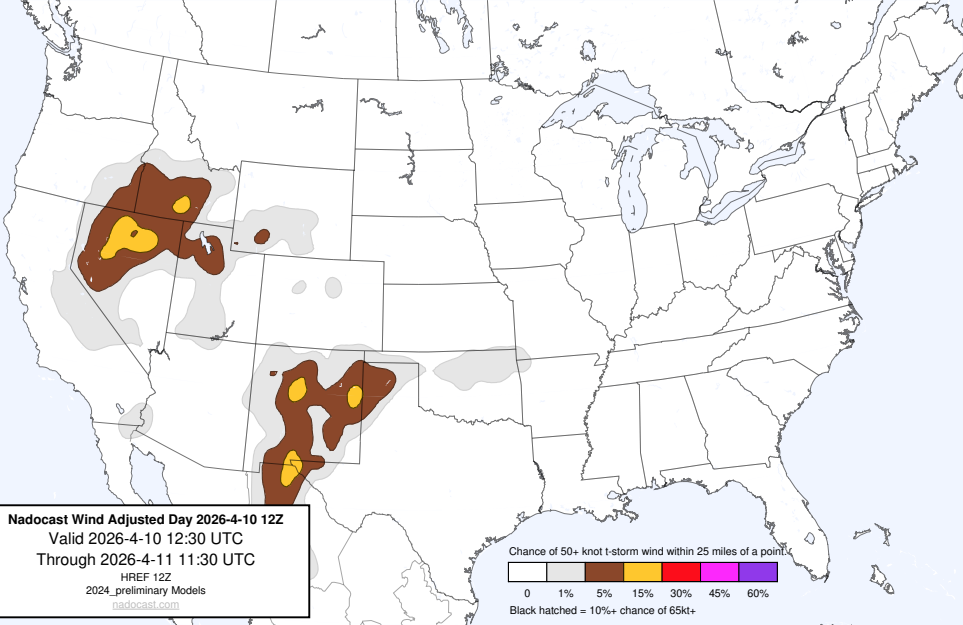 Nadocast Wind Adjusted Day 2026-4-10 12Z
Valid 2026-4-10 12:30 UTC
Through 2026-4-11 11:30 UTC
HREF 12Z
2024_preliminary Models
nadocast.com
Chance of 50+ knot t-storm wind within 25 miles of a point.
0 1% 5% 15% 30% 45% 60%
Black hatched = 10%+ chance of 65kt+